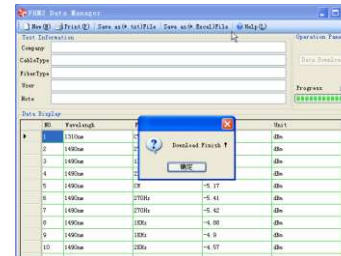 Data Manager
New(N) Print(P) Save as(*.txt)File Save as(*.Excel)File Help(L)
Test Information
Operation Pane
Company
CableType
Data Download
FiberType
User
Progress
Note
Data Display
NO. Wavelength Unit
1 1310nm dBm
2 1490nm dBm
Download Finish !
3 1490nm dBm
4 1490nm dBm
确定
5 1490nm CW -5.17 dBm
6 1490nm 270Hz -5.41 dBm
7 1490nm 270Hz -5.42 dBm
8 1490nm 1KHz -4.88 dBm
9 1490nm 1KHz -4.9 dBm
10 1490nm 2KHz -4.57 dBm